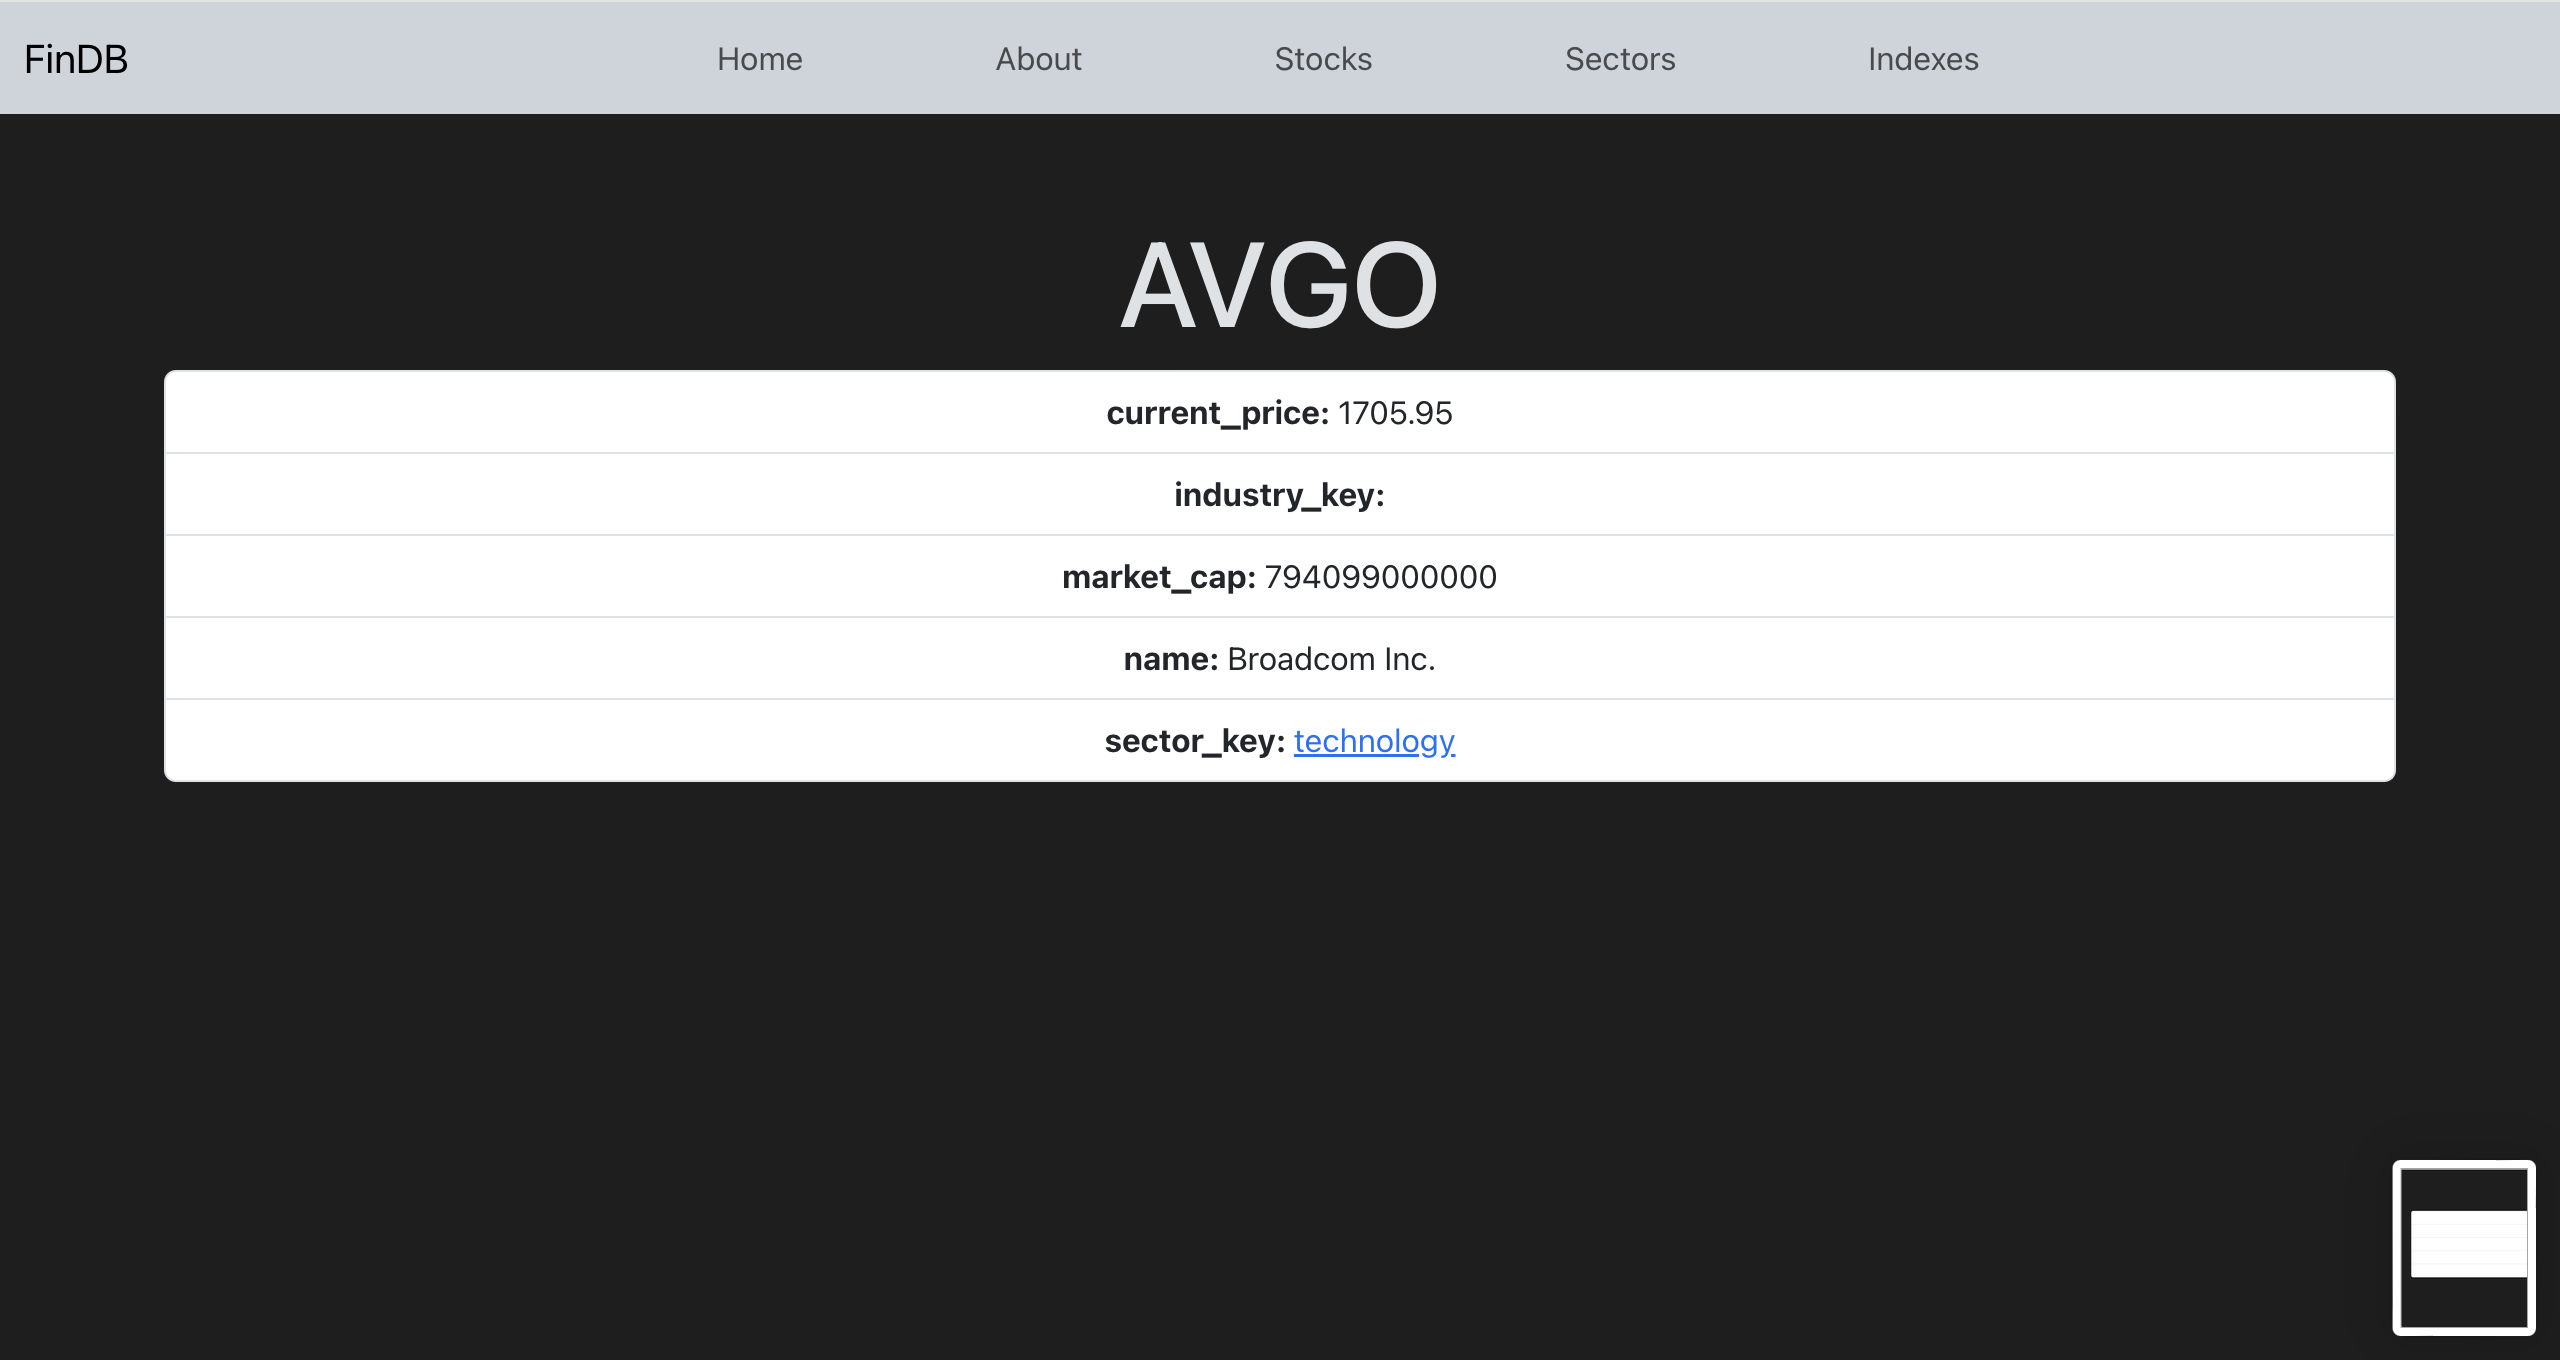 FinDB Home About Stocks Sectors Indexes
AVGO
current_price: 1705.95
industry_key:
market_cap: 794099000000
name: Broadcom Inc.
sector_key: technology